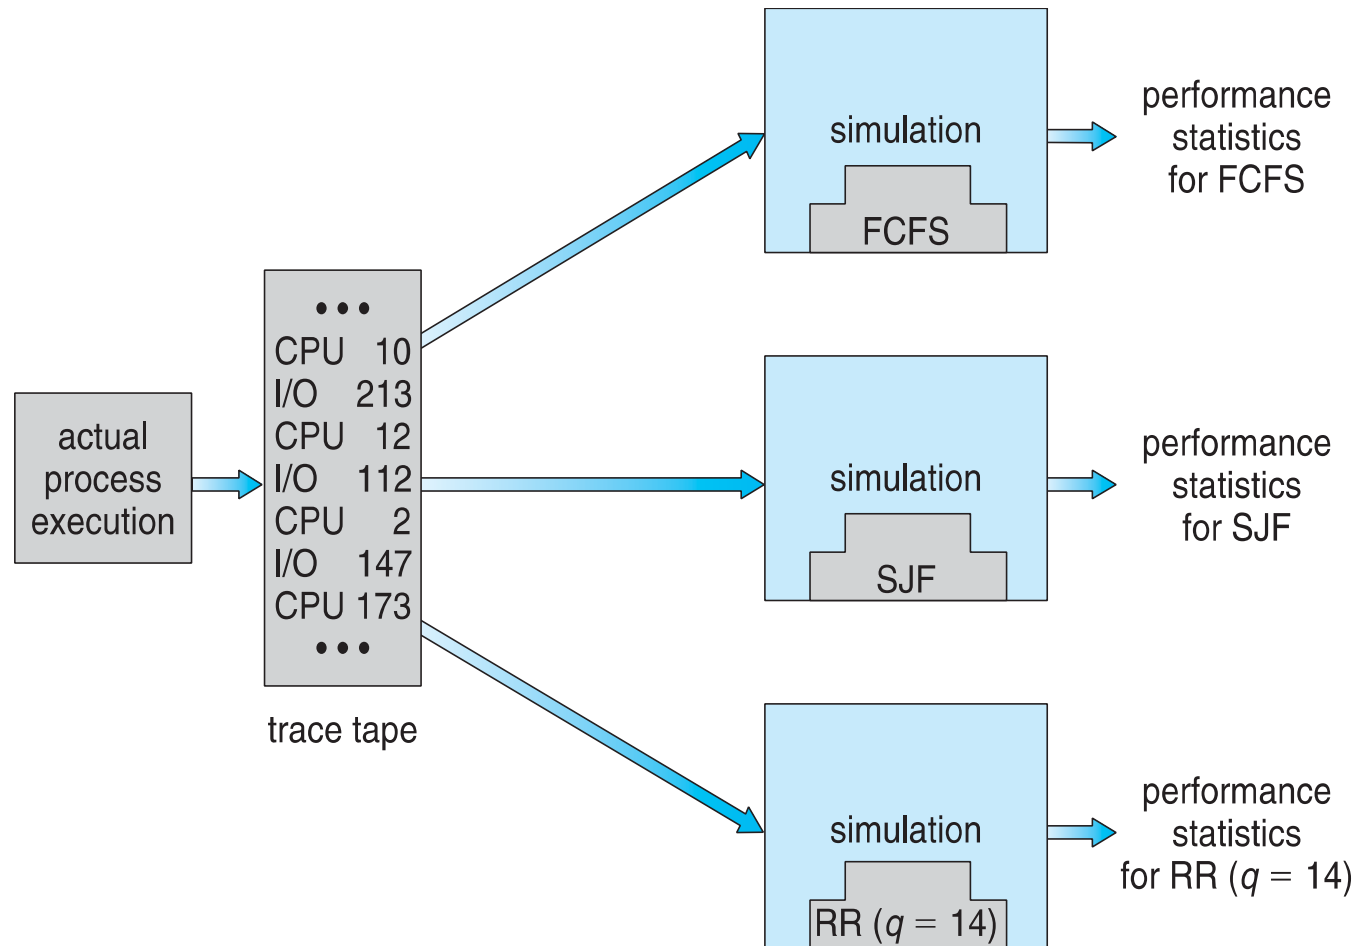 actual
process
execution
• • •
CPU 10
I/O 213
CPU 12
I/O 112
CPU 2
I/O 147
CPU 173
• • •
trace tape
simulation
FCFS
performance
statistics
for FCFS
simulation
SJF
performance
statistics
for SJF
simulation
RR (q = 14)
performance
statistics
for RR (q = 14)